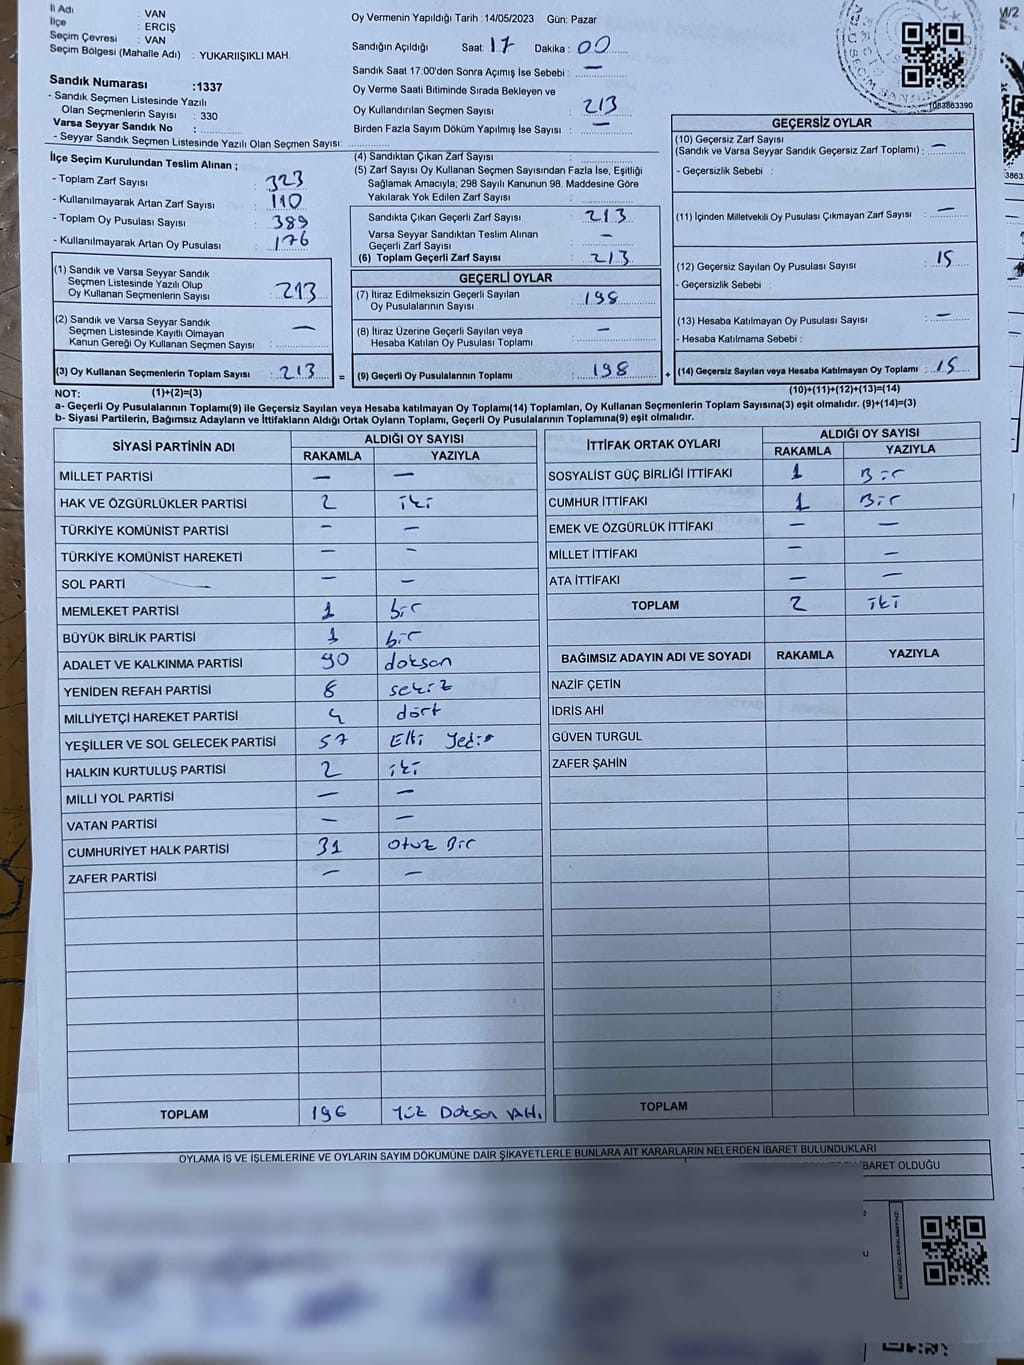 İl Adı : VAN
İlçe : ERCİŞ
Seçim Çevresi : VAN
Seçim Bölgesi (Mahalle Adı) : YUKARIIŞIKLI MAH.
Sandık Numarası :1337
- Sandık Seçmen Listesinde Yazılı
Olan Seçmenlerin Sayısı : 330
Varsa Seyyar Sandık No :
- Seyyar Sandık Seçmen Listesinde Yazılı Olan Seçmen Sayısı:
İlçe Seçim Kurulundan Teslim Alınan ;
- Toplam Zarf Sayısı : 323
- Kullanılmayarak Artan Zarf Sayısı : 110
- Toplam Oy Pusulası Sayısı : 389
- Kullanılmayarak Artan Oy Pusulası : 176
(1) Sandık ve Varsa Seyyar Sandık
Seçmen Listesinde Yazılı Olup
Oy Kullanan Seçmenlerin Sayısı : 213
(2) Sandık ve Varsa Seyyar Sandık
Seçmen Listesinde Kayıtlı Olmayan
Kanun Gereği Oy Kullanan Seçmen Sayısı : —
(3) Oy Kullanan Seçmenlerin Toplam Sayısı : 213
Oy Vermenin Yapıldığı Tarih :14/05/2023 Gün: Pazar
Sandığın Açıldığı Saat: 17 Dakika : 00
Sandık Saat 17:00'den Sonra Açımış İse Sebebi : —
Oy Verme Saati Bitiminde Sırada Bekleyen ve
Oy Kullandırılan Seçmen Sayısı : 213
Birden Fazla Sayım Döküm Yapılmış İse Sayısı : —
(4) Sandıktan Çıkan Zarf Sayısı :
(5) Zarf Sayısı Oy Kullanan Seçmen Sayısından Fazla İse, Eşitliği
Sağlamak Amacıyla; 298 Sayılı Kanunun 98. Maddesine Göre
Yakılarak Yok Edilen Zarf Sayısı :
Sandıkta Çıkan Geçerli Zarf Sayısı : 213
Varsa Seyyar Sandıktan Teslim Alınan
Geçerli Zarf Sayısı : —
(6) Toplam Geçerli Zarf Sayısı : 213
GEÇERLİ OYLAR
(7) İtiraz Edilmeksizin Geçerli Sayılan
Oy Pusulalarının Sayısı : 198
(8) İtiraz Üzerine Geçerli Sayılan veya
Hesaba Katılan Oy Pusulası Toplamı : —
= (9) Geçerli Oy Pusulalarının Toplamı : 198
1083863390
GEÇERSİZ OYLAR
(10) Geçersiz Zarf Sayısı
(Sandık ve Varsa Seyyar Sandık Geçersiz Zarf Toplamı) : —
- Geçersizlik Sebebi :
(11) İçinden Milletvekili Oy Pusulası Çıkmayan Zarf Sayısı : —
(12) Geçersiz Sayılan Oy Pusulası Sayısı : 15
- Geçersizlik Sebebi :
(13) Hesaba Katılmayan Oy Pusulası Sayısı : —
- Hesaba Katılmama Sebebi :
+ (14) Geçersiz Sayılan veya Hesaba Katılmayan Oy Toplamı : 15
NOT: (1)+(2)=(3) (10)+(11)+(12)+(13)=(14)
a- Geçerli Oy Pusulalarının Toplamı(9) ile Geçersiz Sayılan veya Hesaba katılmayan Oy Toplamı(14) Toplamları, Oy Kullanan Seçmenlerin Toplam Sayısına(3) eşit olmalıdır. (9)+(14)=(3)
b- Siyasi Partilerin, Bağımsız Adayların ve İttifakların Aldığı Ortak Oyların Toplamı, Geçerli Oy Pusulalarının Toplamına(9) eşit olmalıdır.
SİYASİ PARTİNİN ADI ALDIĞI OY SAYISI
RAKAMLA YAZIYLA
MİLLET PARTİSİ — —
HAK VE ÖZGÜRLÜKLER PARTİSİ 2 iki
TÜRKİYE KOMÜNİST PARTİSİ — —
TÜRKİYE KOMÜNİST HAREKETİ — —
SOL PARTİ — —
MEMLEKET PARTİSİ 1 bir
BÜYÜK BİRLİK PARTİSİ 1 bir
ADALET VE KALKINMA PARTİSİ 90 doksan
YENİDEN REFAH PARTİSİ 8 sekiz
MİLLİYETÇİ HAREKET PARTİSİ 4 dört
YEŞİLLER VE SOL GELECEK PARTİSİ 57 Elli Yedi
HALKIN KURTULUŞ PARTİSİ 2 iki
MİLLİ YOL PARTİSİ — —
VATAN PARTİSİ — —
CUMHURİYET HALK PARTİSİ 31 Otuz Bir
ZAFER PARTİSİ — —
TOPLAM 196 Yüz Doksan Altı
İTTİFAK ORTAK OYLARI ALDIĞI OY SAYISI
RAKAMLA YAZIYLA
SOSYALİST GÜÇ BİRLİĞİ İTTİFAKI 1 Bir
CUMHUR İTTİFAKI 1 Bir
EMEK VE ÖZGÜRLÜK İTTİFAKI — —
MİLLET İTTİFAKI — —
ATA İTTİFAKI — —
TOPLAM 2 iki
BAĞIMSIZ ADAYIN ADI VE SOYADI RAKAMLA YAZIYLA
NAZİF ÇETİN
İDRİS AHİ
GÜVEN TURGUL
ZAFER ŞAHİN
TOPLAM
OYLAMA İŞ VE İŞLEMLERİNE VE OYLARIN SAYIM DÖKÜMÜNE DAİR ŞİKAYETLERLE BUNLARA AİT KARARLARIN NELERDEN İBARET BULUNDUKLARI
İBARET OLDUĞU